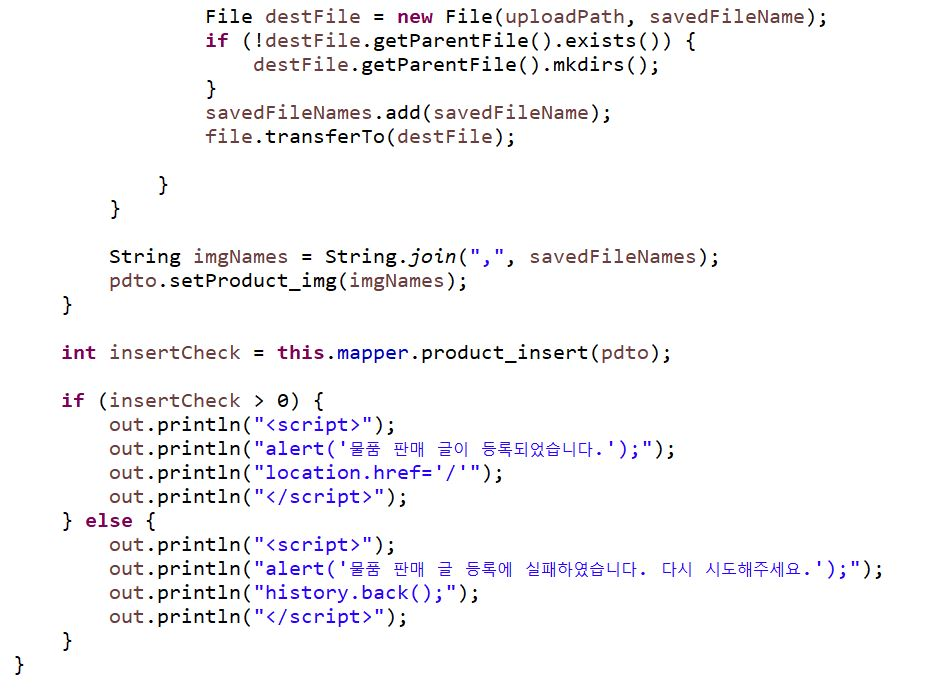 File destFile = new File(uploadPath, savedFileName);
if (!destFile.getParentFile().exists()) {
destFile.getParentFile().mkdirs();
}
savedFileNames.add(savedFileName);
file.transferTo(destFile);
}
}
String imgNames = String.join(",", savedFileNames);
pdto.setProduct_img(imgNames);
}
int insertCheck = this.mapper.product_insert(pdto);
if (insertCheck > 0) {
out.println("<script>");
out.println("alert('물품 판매 글이 등록되었습니다.');");
out.println("location.href='/'");
out.println("</script>");
} else {
out.println("<script>");
out.println("alert('물품 판매 글 등록에 실패하였습니다. 다시 시도해주세요.');");
out.println("history.back();");
out.println("</script>");
}
}